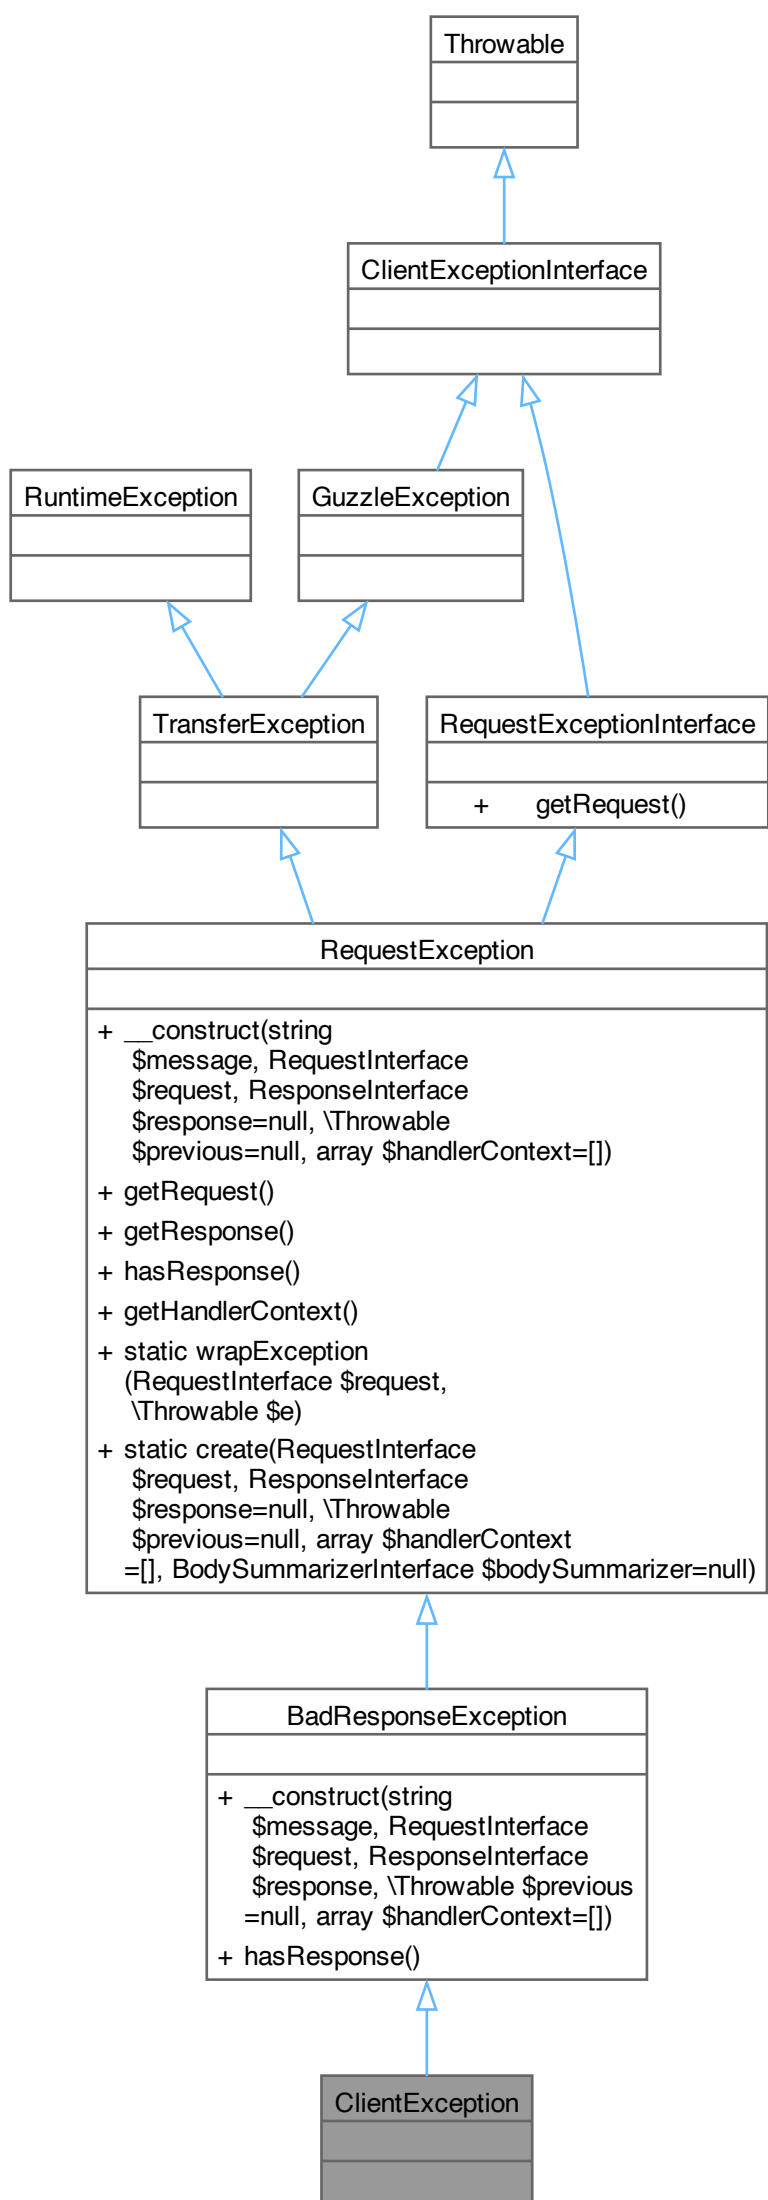 Throwable
ClientExceptionInterface
RuntimeException
GuzzleException
TransferException
RequestExceptionInterface
+ getRequest()
RequestException
+ __construct(string
$message, RequestInterface
$request, ResponseInterface
$response=null, \Throwable
$previous=null, array $handlerContext=[])
+ getRequest()
+ getResponse()
+ hasResponse()
+ getHandlerContext()
+ static wrapException
(RequestInterface $request,
\Throwable $e)
+ static create(RequestInterface
$request, ResponseInterface
$response=null, \Throwable
$previous=null, array $handlerContext
=[], BodySummarizerInterface $bodySummarizer=null)
BadResponseException
+ __construct(string
$message, RequestInterface
$request, ResponseInterface
$response, \Throwable $previous
=null, array $handlerContext=[])
+ hasResponse()
ClientException